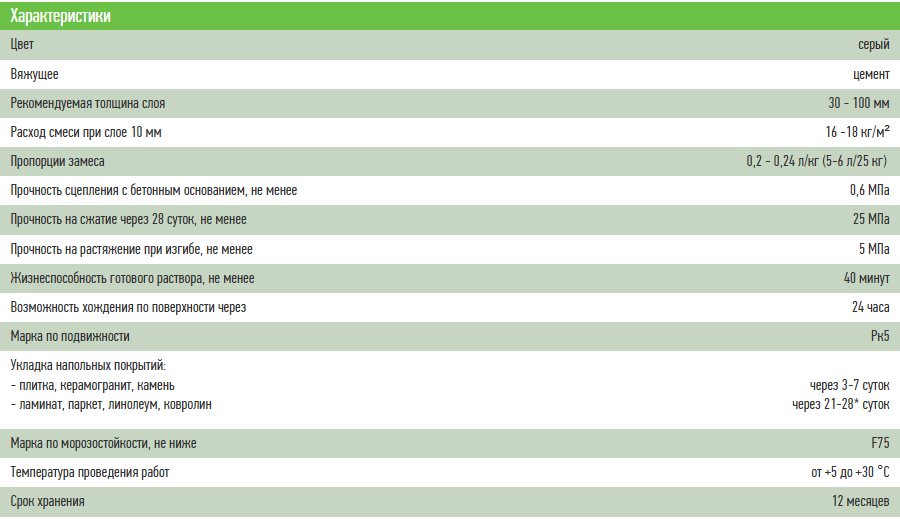 Характеристики
Цвет серый
Вяжущее цемент
Рекомендуемая толщина слоя 30 - 100 мм
Расход смеси при слое 10 мм 16 -18 кг/м²
Пропорции замеса 0,2 - 0,24 л/кг (5-6 л/25 кг)
Прочность сцепления с бетонным основанием, не менее 0,6 МПа
Прочность на сжатие через 28 суток, не менее 25 МПа
Прочность на растяжение при изгибе, не менее 5 МПа
Жизнеспособность готового раствора, не менее 40 минут
Возможность хождения по поверхности через 24 часа
Марка по подвижности Рк5
Укладка напольных покрытий:
- плитка, керамогранит, камень через 3-7 суток
- ламинат, паркет, линолеум, ковролин через 21-28* суток
Марка по морозостойкости, не ниже F75
Температура проведения работ от +5 до +30 °С
Срок хранения 12 месяцев